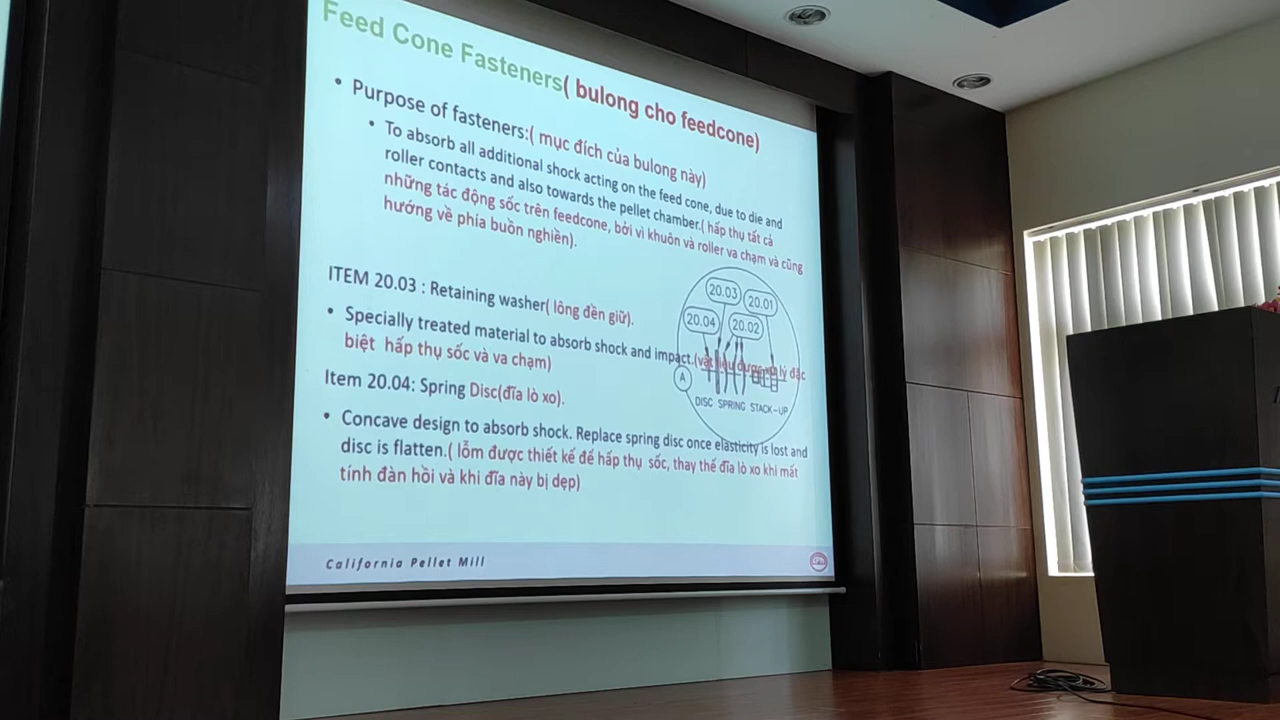 Feed Cone Fasteners( bulong cho feedcone)
• Purpose of fasteners:( mục đích của bulong này)
• To absorb all additional shock acting on the feed cone, due to die and
roller contacts and also towards the pellet chamber.( hấp thụ tất cả
những tác động sốc trên feedcone, bởi vì khuôn và roller va chạm và cũng
hướng về phía buồn nghiền).
ITEM 20.03 : Retaining washer( lông đền giữ).
• Specially treated material to absorb shock and impact.(vật liệu được xử lý đặc
biệt hấp thụ sốc và va chạm)
Item 20.04: Spring Disc(đĩa lò xo).
• Concave design to absorb shock. Replace spring disc once elasticity is lost and
disc is flatten.( lỗm được thiết kế để hấp thụ sốc, thay thế đĩa lò xo khi mất
tính đàn hồi và khi đĩa này bị dẹp)
20.03 20.01
20.04 20.02
A
DISC SPRING STACK-UP
California Pellet Mill